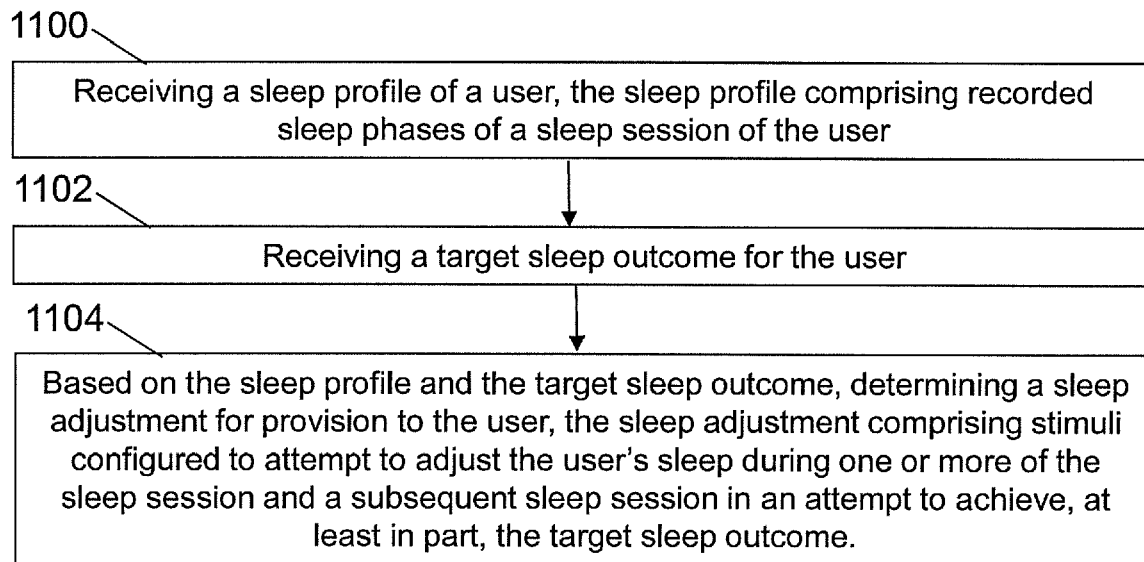 1100
Receiving a sleep profile of a user, the sleep profile comprising recorded
sleep phases of a sleep session of the user
1102
Receiving a target sleep outcome for the user
1104
Based on the sleep profile and the target sleep outcome, determining a sleep
adjustment for provision to the user, the sleep adjustment comprising stimuli
configured to attempt to adjust the user's sleep during one or more of the
sleep session and a subsequent sleep session in an attempt to achieve, at
least in part, the target sleep outcome.